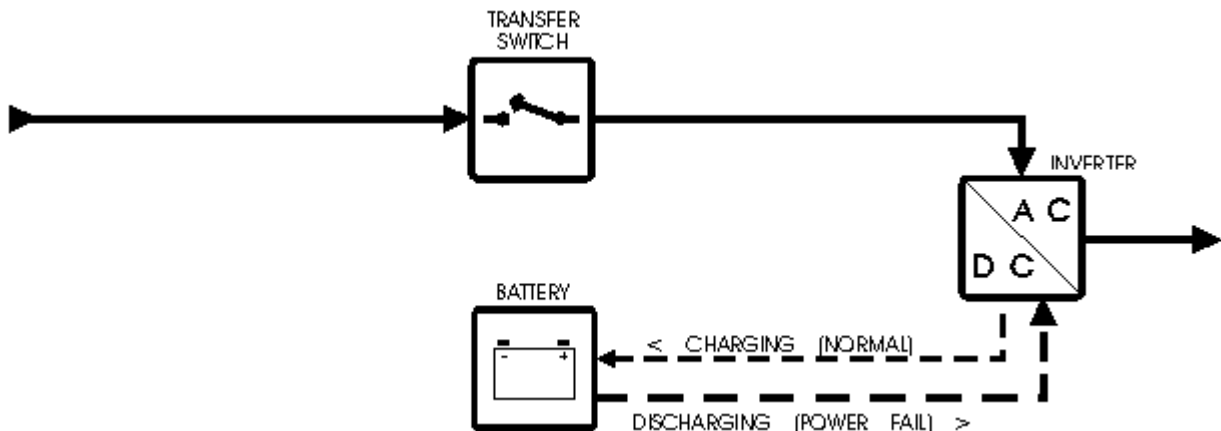 TRANSFER
SWITCH
INVERTER
A C
D C
BATTERY
- +
< CHARGING (NORMAL)
DISCHARGING (POWER FAIL) >